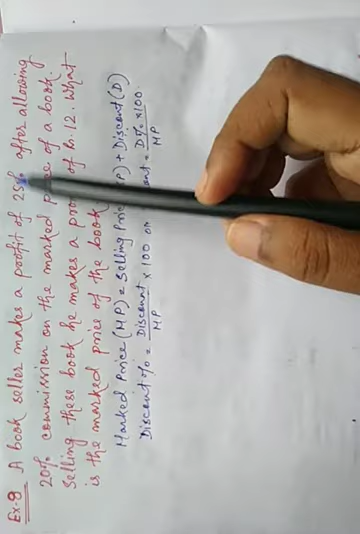 Ex-8 A book seller makes a profit of 25% after allowing
20% commission on the marked price of a book.
Selling these book he makes a of Rs. 12. What
is the marked price of the book
Marked Price (MP) = Selling Price P) + Discount (D)
Discount % = Discount / MP × 100 or = D% × 100 / MP